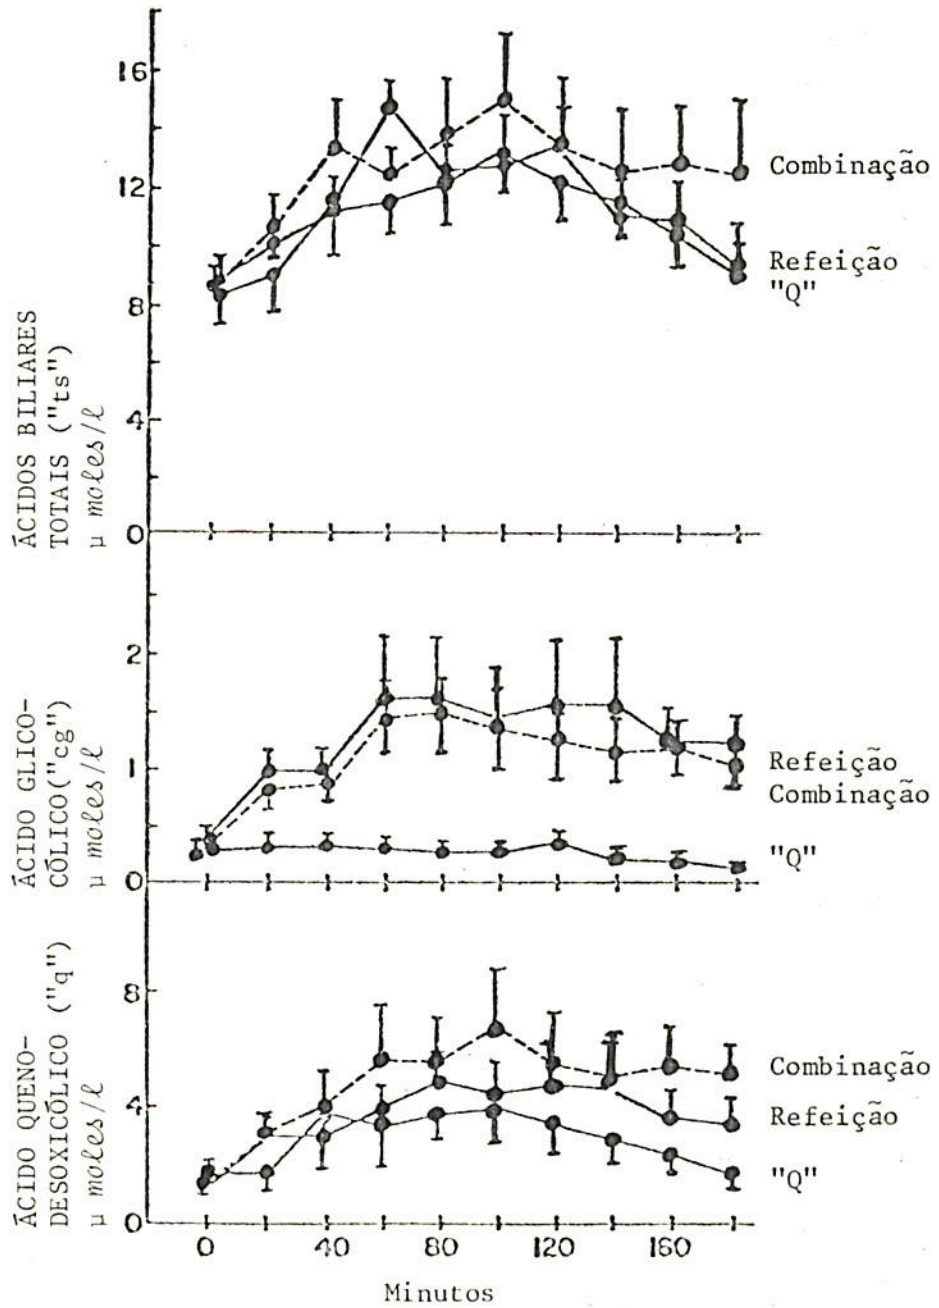 16
12
8
4
0
ÁCIDOS BILIARES
TOTAIS ("ts")
μ moles/ℓ
Combinação
Refeição
"Q"
2
1
0
ÁCIDO GLICO-
CÓLICO("cg")
μ moles/ℓ
Refeição
Combinação
"Q"
8
4
0
ÁCIDO QUENO-
DESOXICÓLICO ("q")
μ moles/ℓ
Combinação
Refeição
"Q"
0 40 80 120 160
Minutos